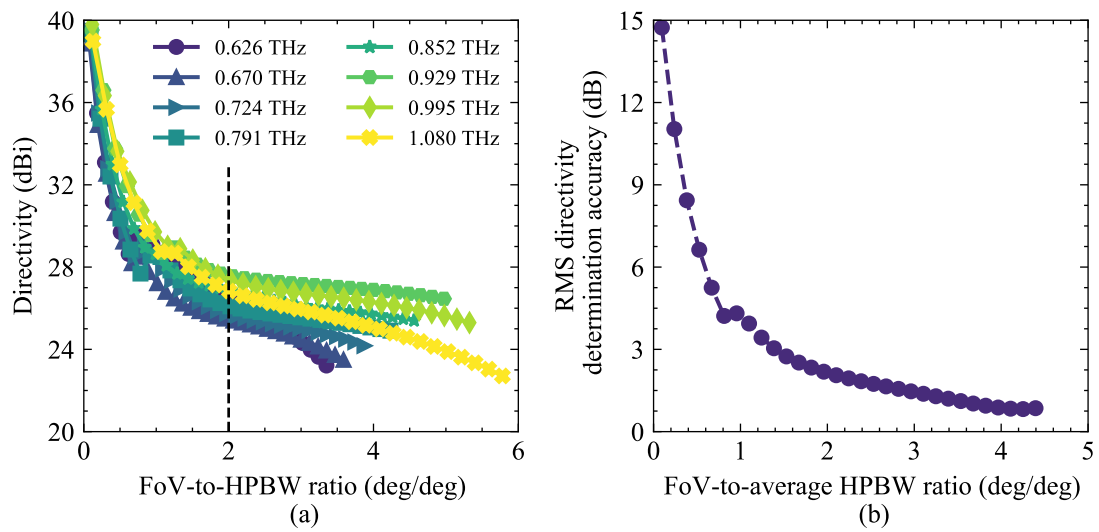 40
36
32
28
24
20
0
2
4
6
Directivity (dBi)
FoV-to-HPBW ratio (deg/deg)
0.626 THz
0.670 THz
0.724 THz
0.791 THz
0.852 THz
0.929 THz
0.995 THz
1.080 THz
(a)
15
12
9
6
3
0
0
1
2
3
4
5
RMS directivity
determination accuracy (dB)
FoV-to-average HPBW ratio (deg/deg)
(b)